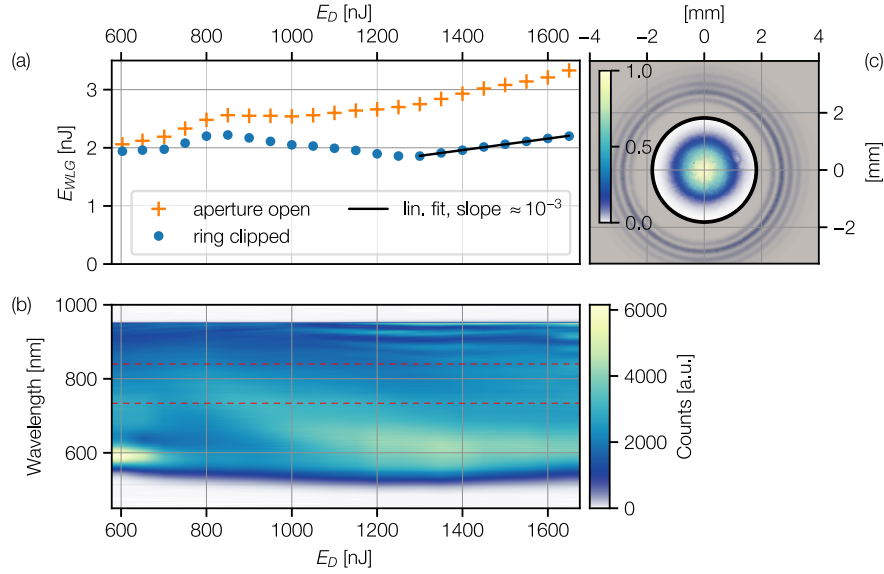 E_D [nJ]
600 800 1000 1200 1400 1600
[mm]
−4 −2 0 2 4
(a)
(c)
E_WLG [nJ]
3
2
1
0
aperture open
ring clipped
lin. fit, slope ≈ 10⁻³
1.0
0.5
0.0
2
0
−2
[mm]
(b)
Wavelength [nm]
1000
800
600
600 800 1000 1200 1400 1600
E_D [nJ]
6000
4000
2000
0
Counts [a.u.]